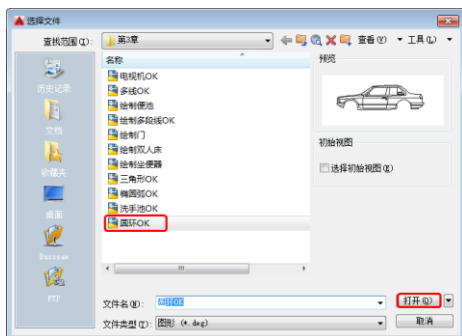 选择文件
查找范围(I):
第3章
查看(V)
工具(L)
名称
预览
电视机OK
多线OK
绘制便池
绘制多段线OK
绘制门
绘制双人床
绘制坐便器
三角形OK
椭圆弧OK
洗手池OK
圆环OK
历史记录
文档
收藏夹
桌面
Buzzsaw
FTP
初始视图
选择初始视图(E)
文件名(N):
圆环OK
打开(O)
文件类型(T):
图形 (*.dwg)
取消